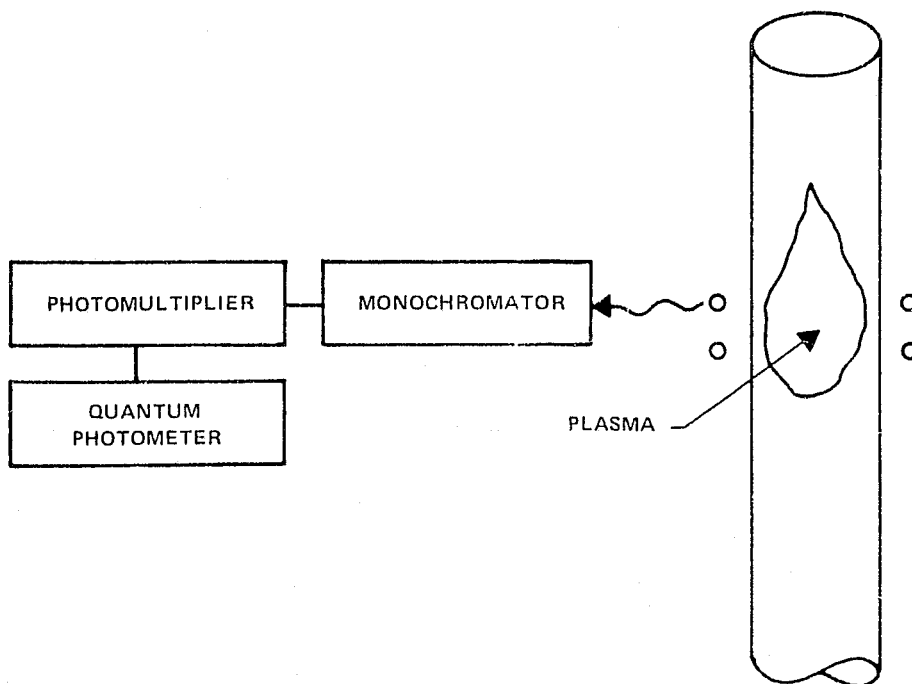 PHOTOMULTIPLIER
MONOCHROMATOR
QUANTUM
PHOTOMETER
PLASMA